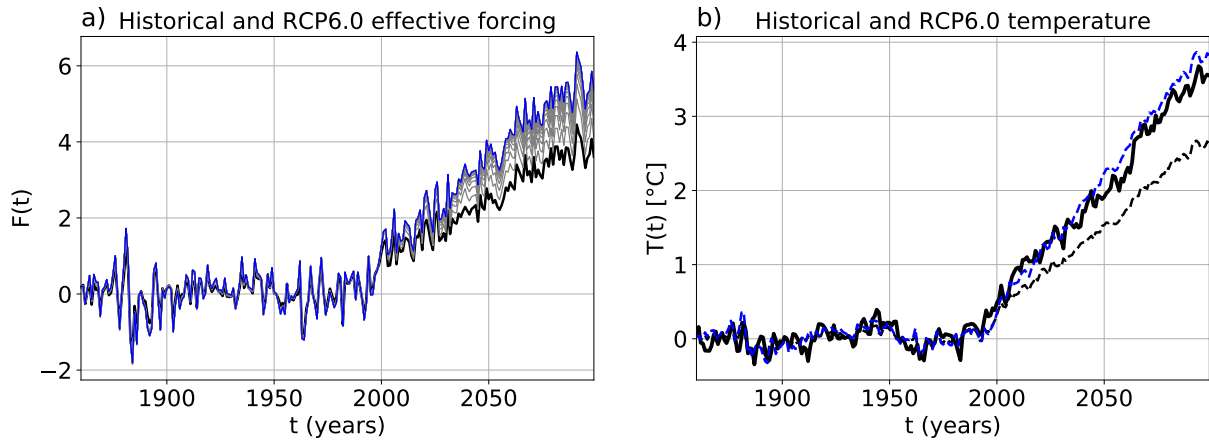 a) Historical and RCP6.0 effective forcing
F(t)
6
4
2
0
−2
1900 1950 2000 2050
t (years)
b) Historical and RCP6.0 temperature
T(t) [°C]
4
3
2
1
0
1900 1950 2000 2050
t (years)